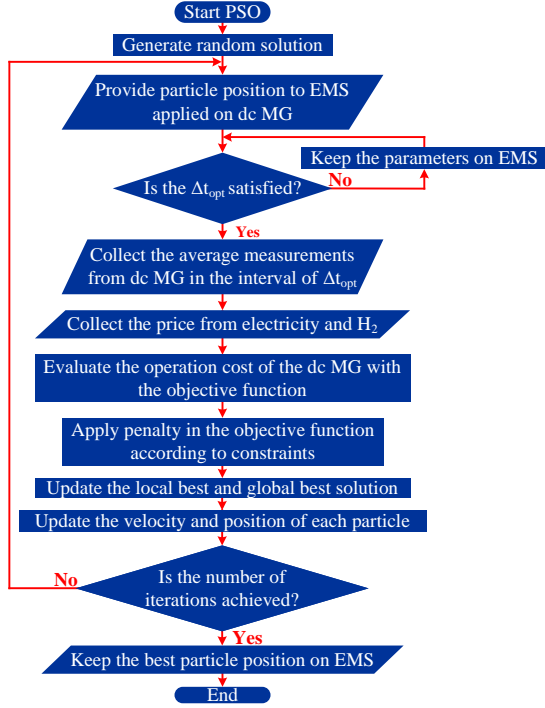 Start PSO
Generate random solution
Provide particle position to EMS
applied on dc MG
Keep the parameters on EMS
Is the Δt_opt satisfied?
No
Yes
Collect the average measurements
from dc MG in the interval of Δt_opt
Collect the price from electricity and H₂
Evaluate the operation cost of the dc MG with
the objective function
Apply penalty in the objective function
according to constraints
Update the local best and global best solution
Update the velocity and position of each particle
No
Is the number of
iterations achieved?
Yes
Keep the best particle position on EMS
End